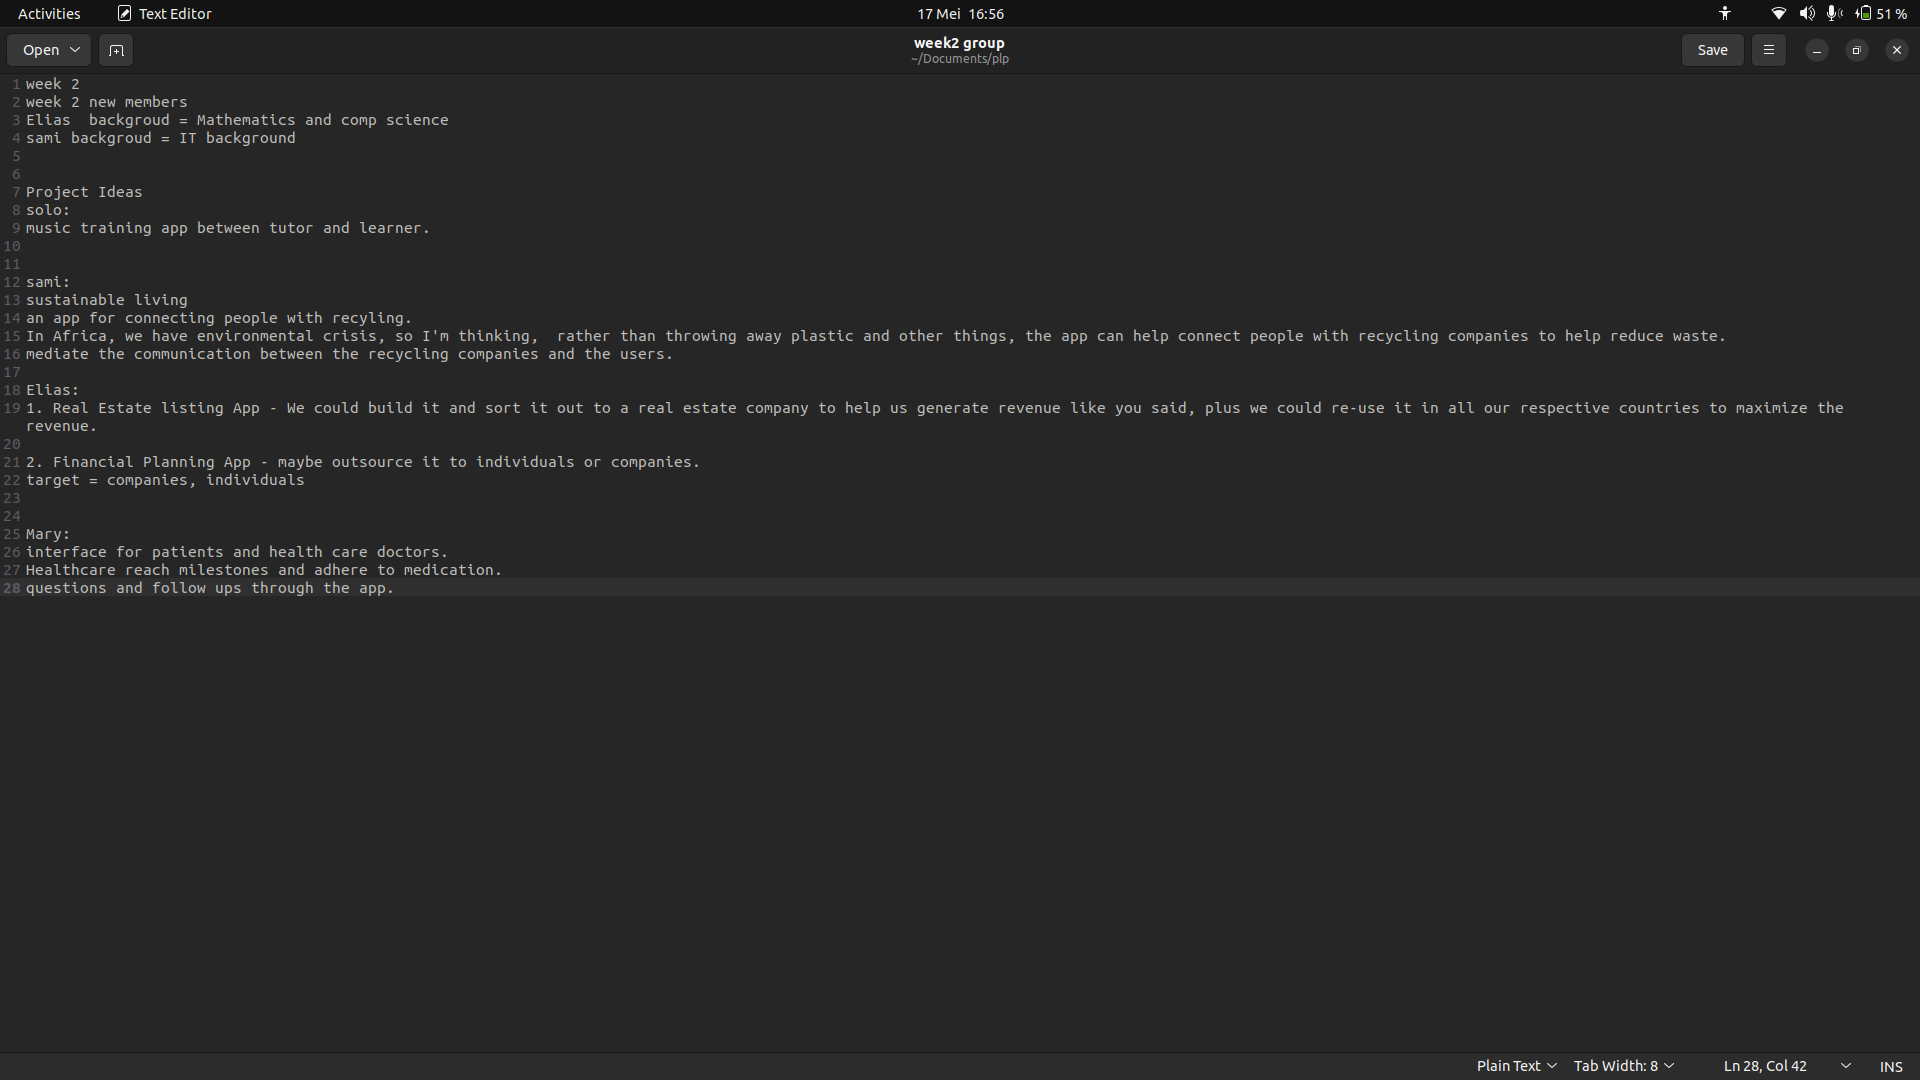 Activities Text Editor 17 Mei 16:56 51 %
Open week2 group Save
~/Documents/plp
1 week 2
2 week 2 new members
3 Elias  backgroud = Mathematics and comp science
4 sami backgroud = IT background
5
6
7 Project Ideas
8 solo:
9 music training app between tutor and learner.
10
11
12 sami:
13 sustainable living
14 an app for connecting people with recyling.
15 In Africa, we have environmental crisis, so I'm thinking,  rather than throwing away plastic and other things, the app can help connect people with recycling companies to help reduce waste.
16 mediate the communication between the recycling companies and the users.
17
18 Elias:
19 1. Real Estate listing App - We could build it and sort it out to a real estate company to help us generate revenue like you said, plus we could re-use it in all our respective countries to maximize the
revenue.
20
21 2. Financial Planning App - maybe outsource it to individuals or companies.
22 target = companies, individuals
23
24
25 Mary:
26 interface for patients and health care doctors.
27 Healthcare reach milestones and adhere to medication.
28 questions and follow ups through the app.
Plain Text Tab Width: 8 Ln 28, Col 42 INS